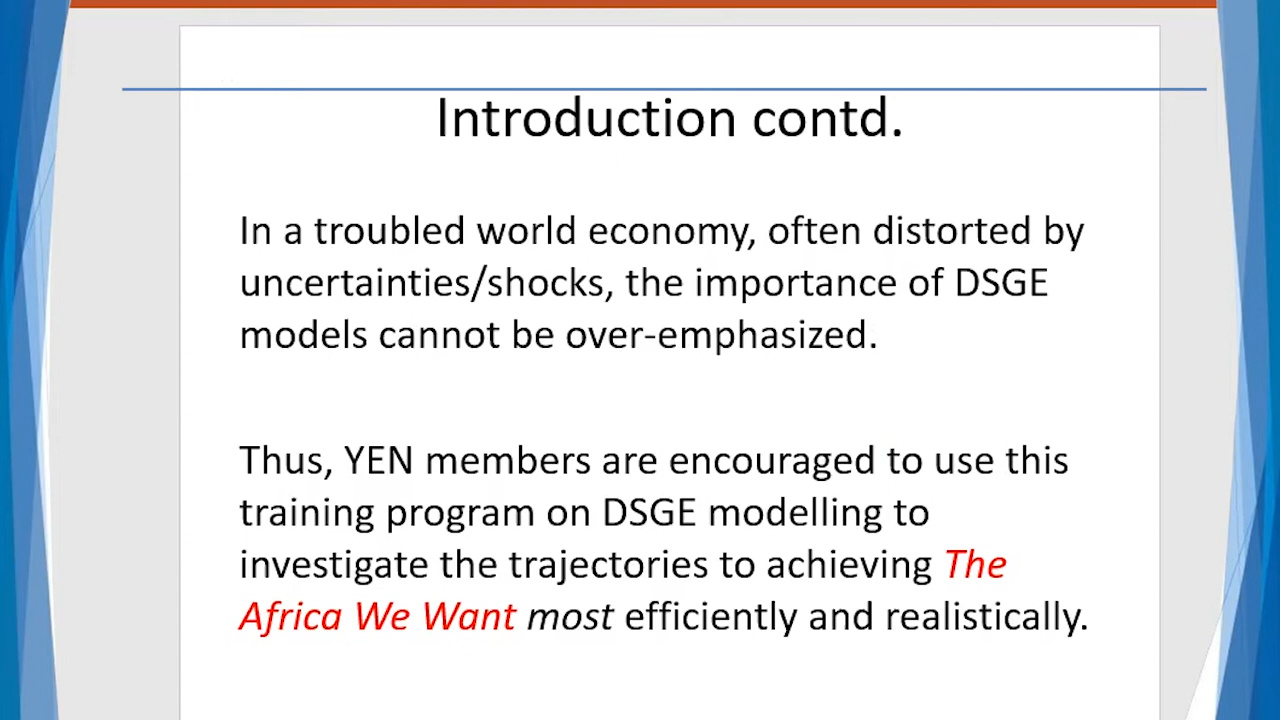 Introduction contd.
In a troubled world economy, often distorted by
uncertainties/shocks, the importance of DSGE
models cannot be over-emphasized.
Thus, YEN members are encouraged to use this
training program on DSGE modelling to
investigate the trajectories to achieving The
Africa We Want most efficiently and realistically.